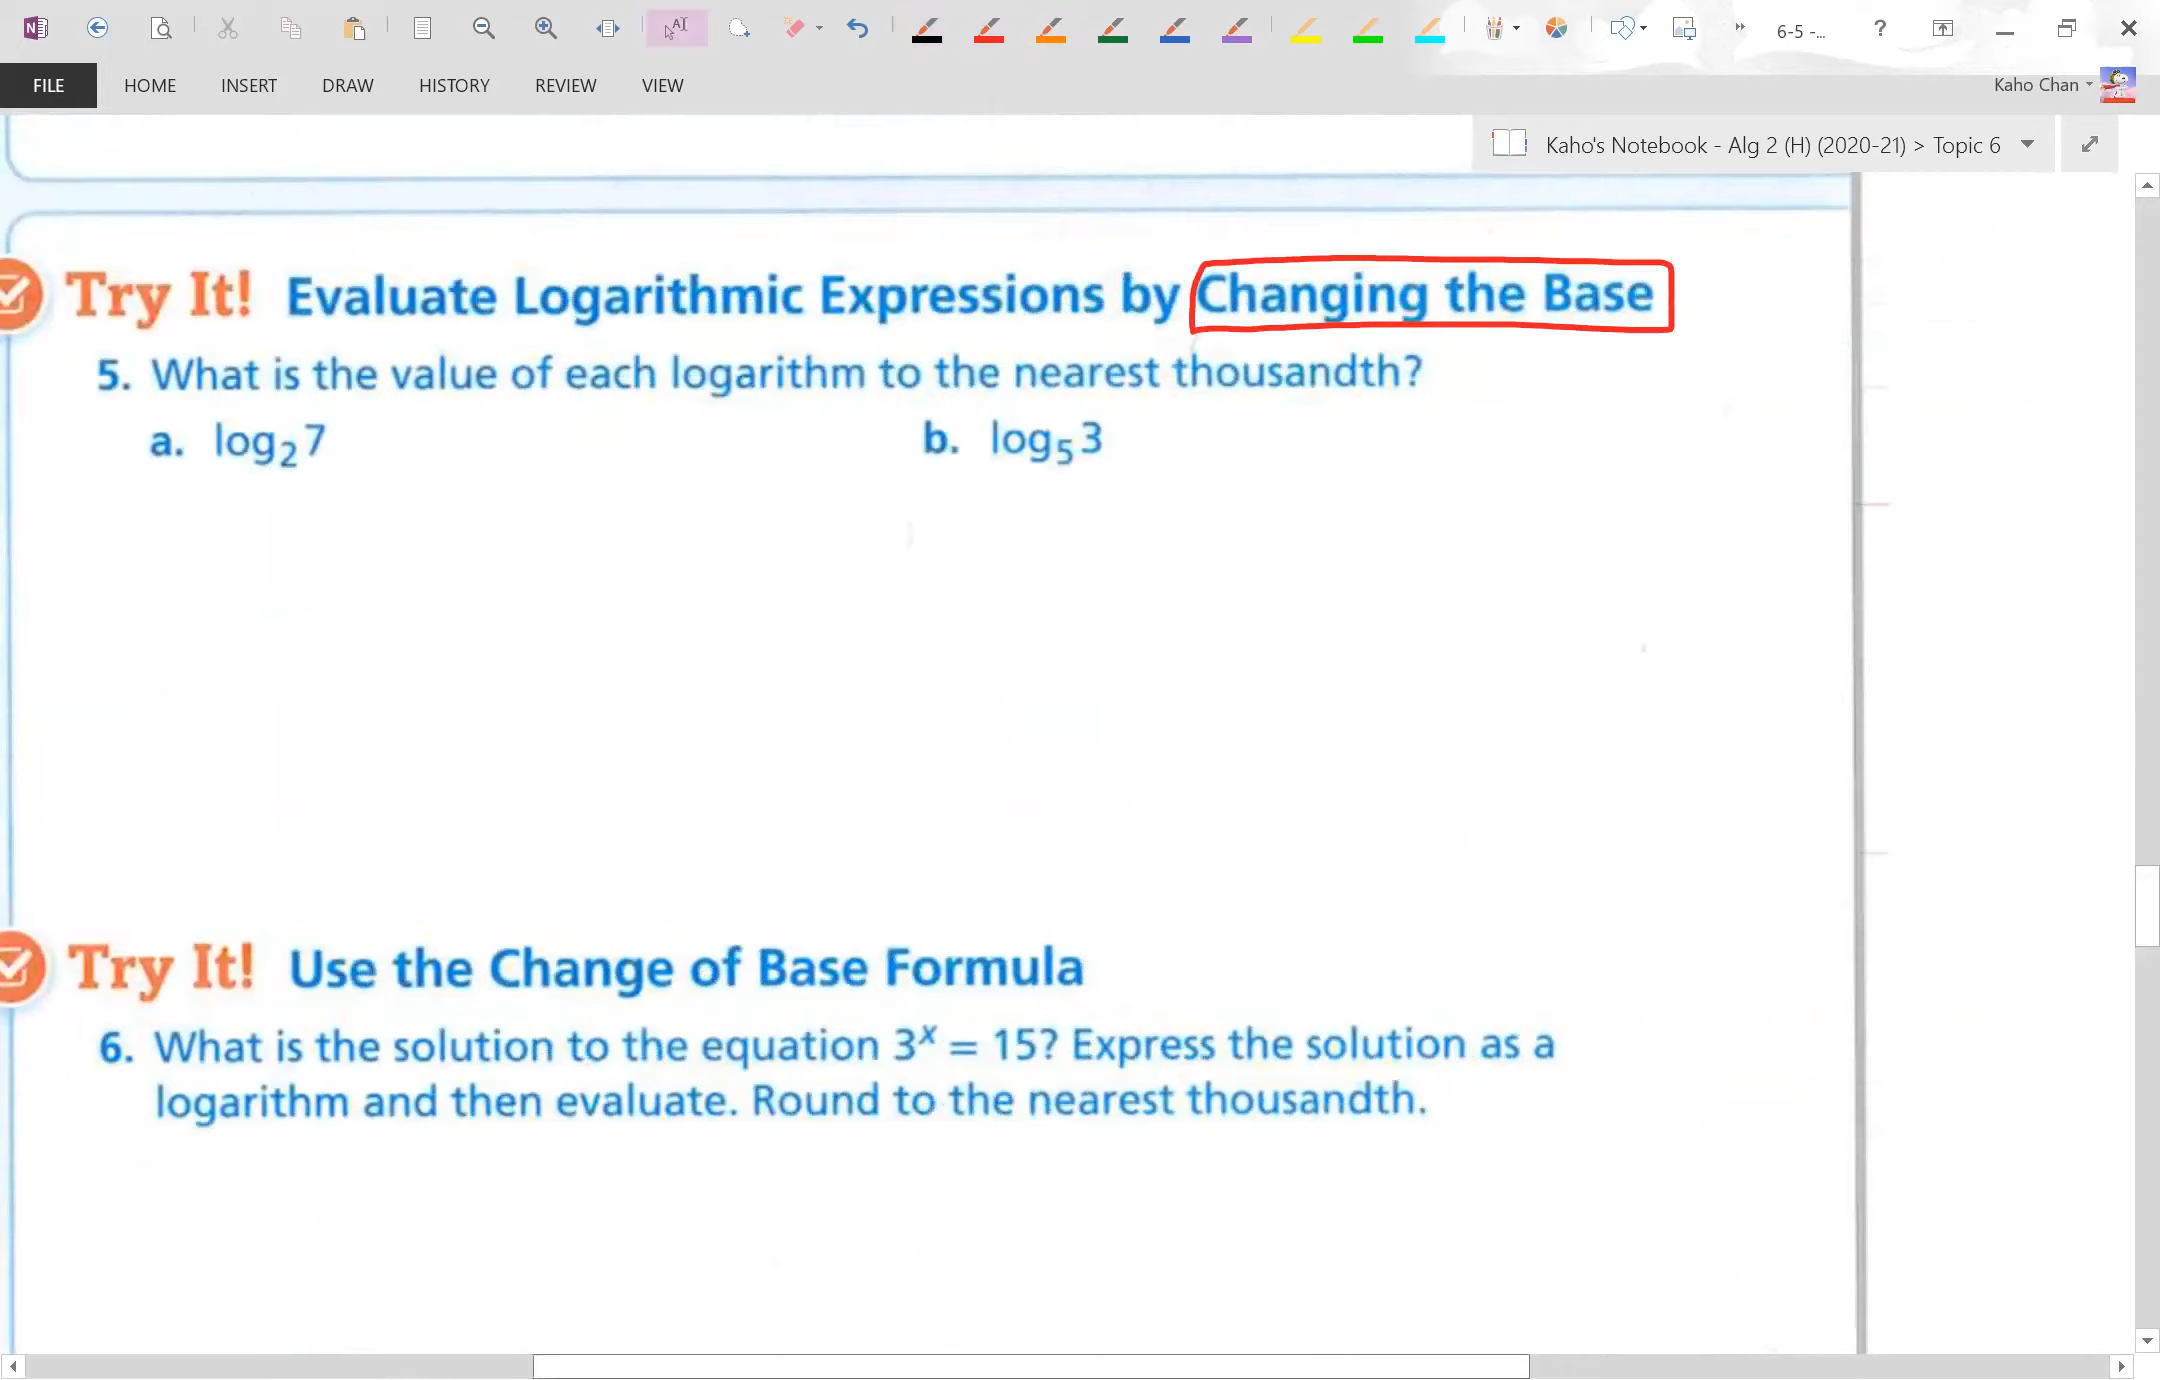 6-5 -...
FILE HOME INSERT DRAW HISTORY REVIEW VIEW
Kaho Chan
Kaho's Notebook - Alg 2 (H) (2020-21) > Topic 6
Try It! Evaluate Logarithmic Expressions by Changing the Base
5. What is the value of each logarithm to the nearest thousandth?
a. log₂7 b. log₅3
Try It! Use the Change of Base Formula
6. What is the solution to the equation 3ˣ = 15? Express the solution as a
logarithm and then evaluate. Round to the nearest thousandth.